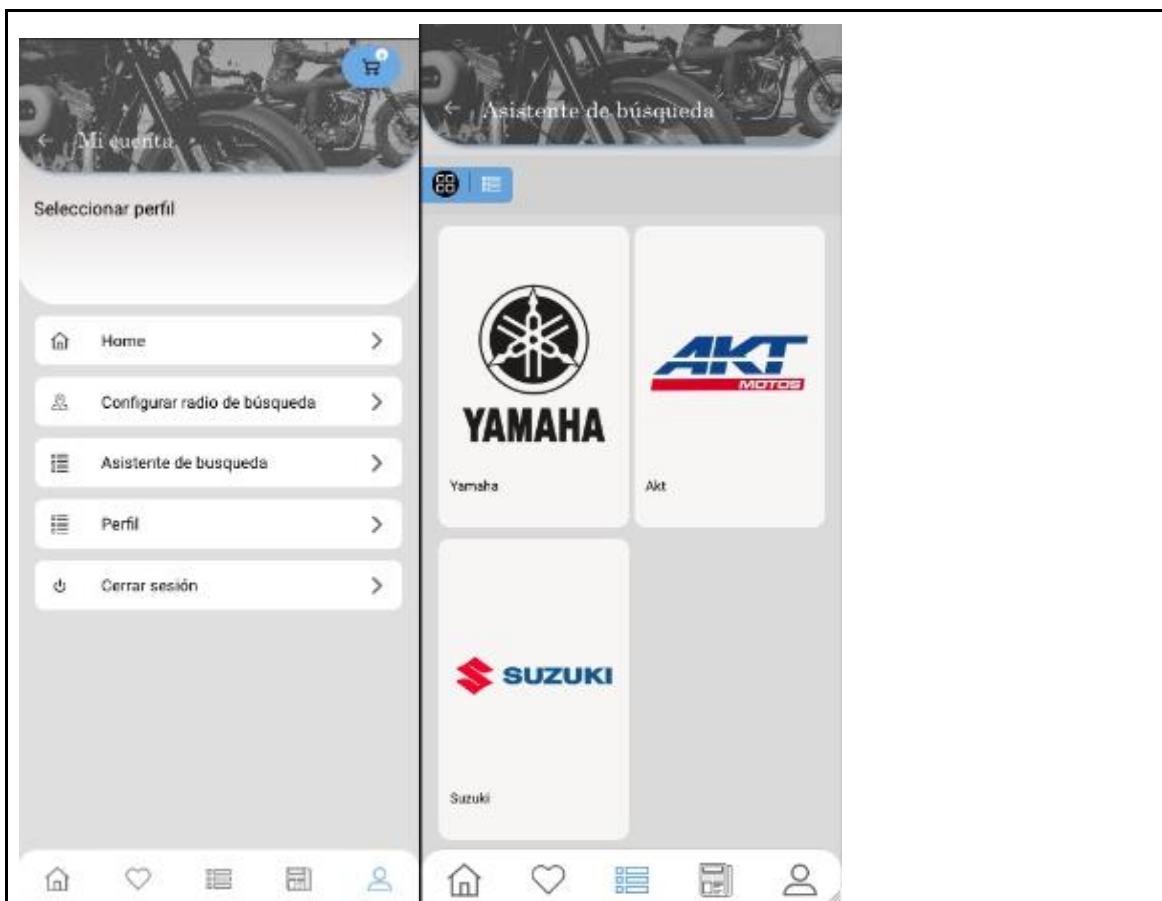 Mi cuenta
Seleccionar perfil
Home
Configurar radio de búsqueda
Asistente de busqueda
Perfil
Cerrar sesión
Asistente de búsqueda
YAMAHA
Yamaha
AKT
MOTOS
Akt
SUZUKI
Suzuki